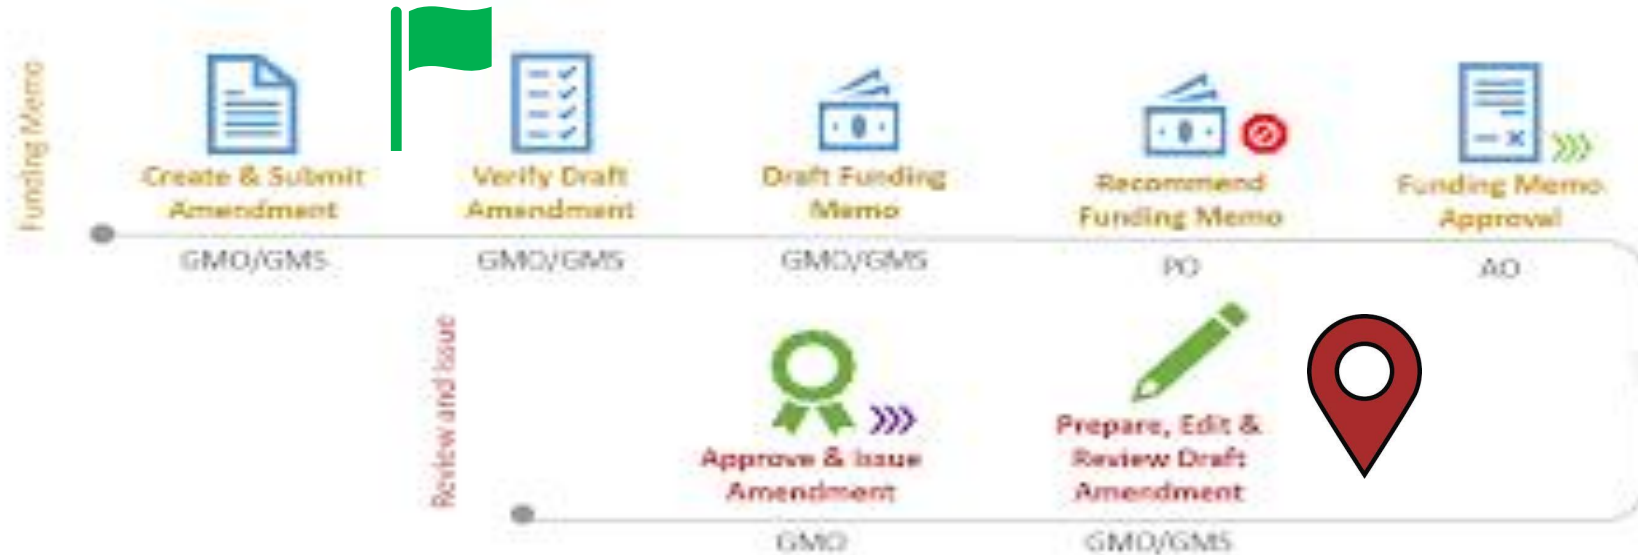 Funding Memo
Create & Submit
Amendment
GMO/GMS
Verify Draft
Amendment
GMO/GMS
Draft Funding
Memo
GMO/GMS
Recommend
Funding Memo
PO
Funding Memo
Approval
AO
Review and Issue
Approve & Issue
Amendment
GMO
Prepare, Edit &
Review Draft
Amendment
GMO/GMS